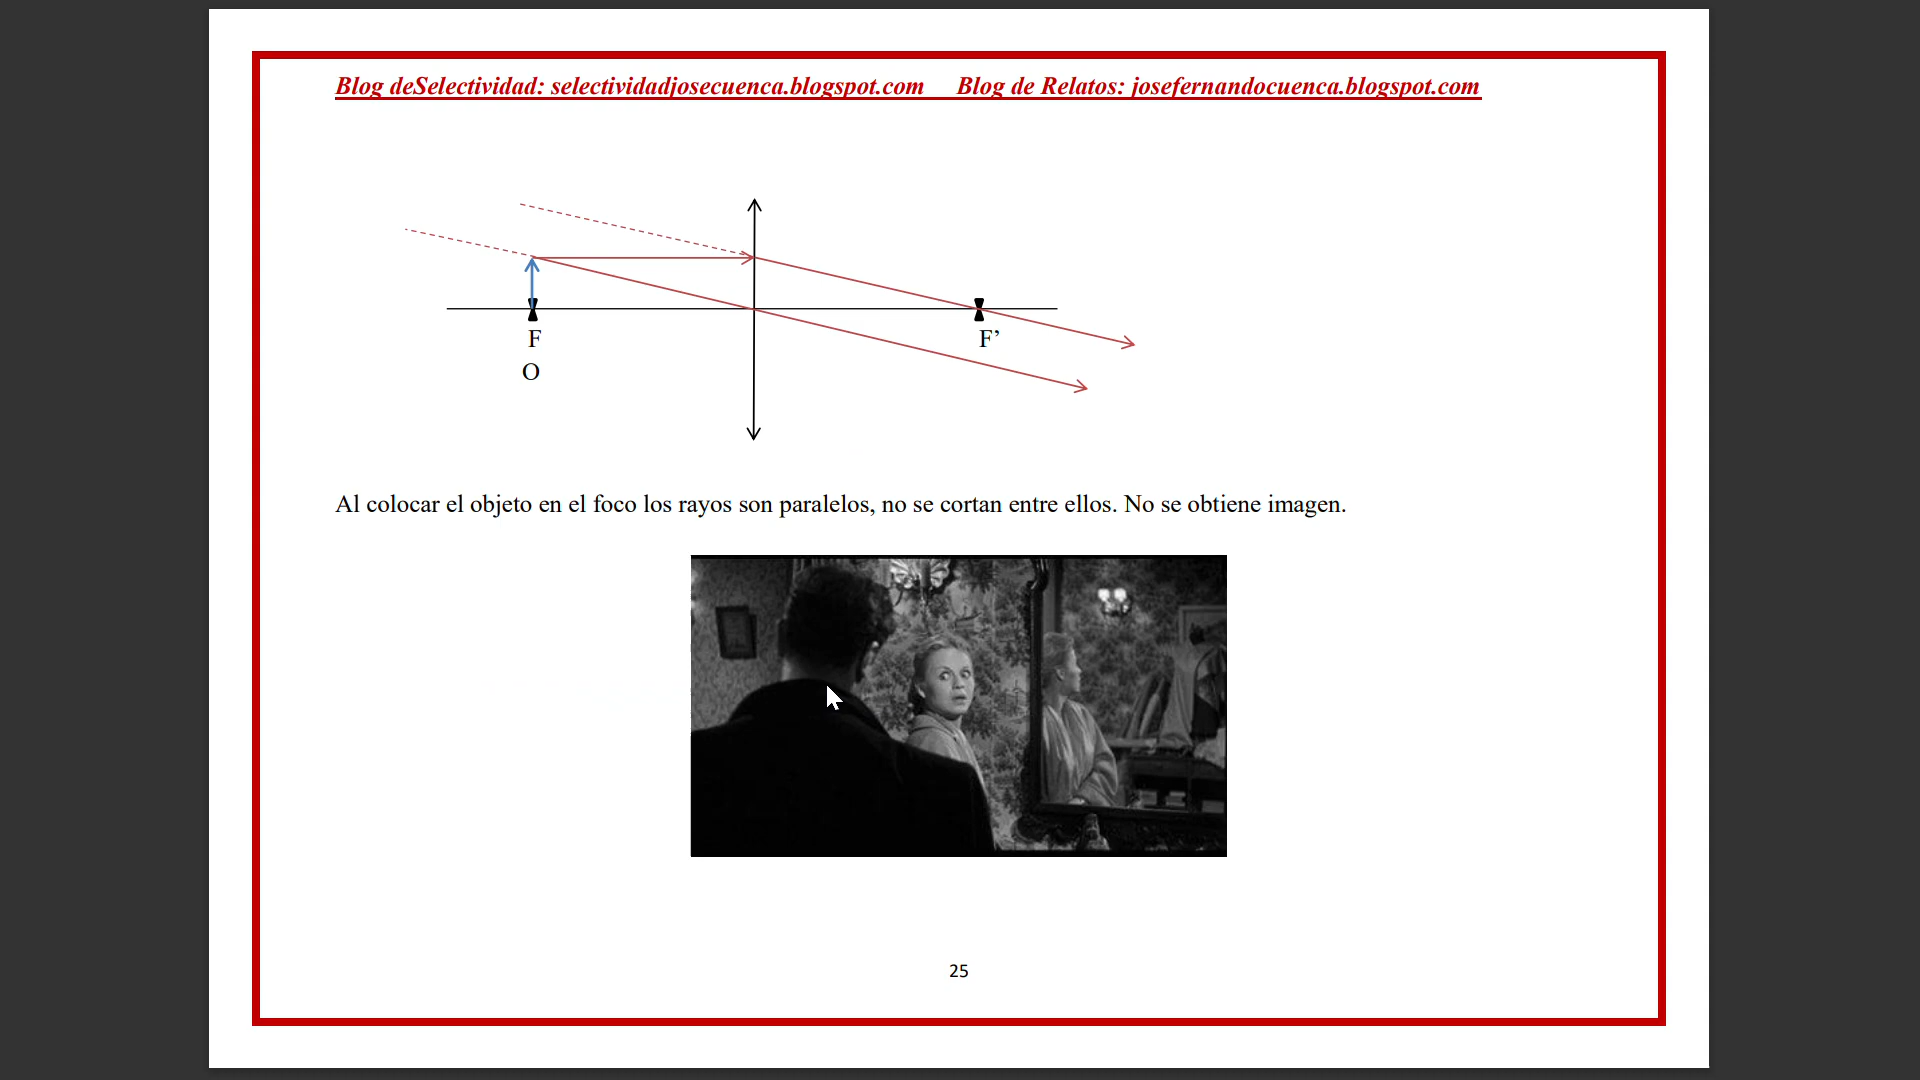 Blog deSelectividad: selectividadjosecuenca.blogspot.com Blog de Relatos: josefernandocuenca.blogspot.com
F
F’
O
Al colocar el objeto en el foco los rayos son paralelos, no se cortan entre ellos. No se obtiene imagen.
25